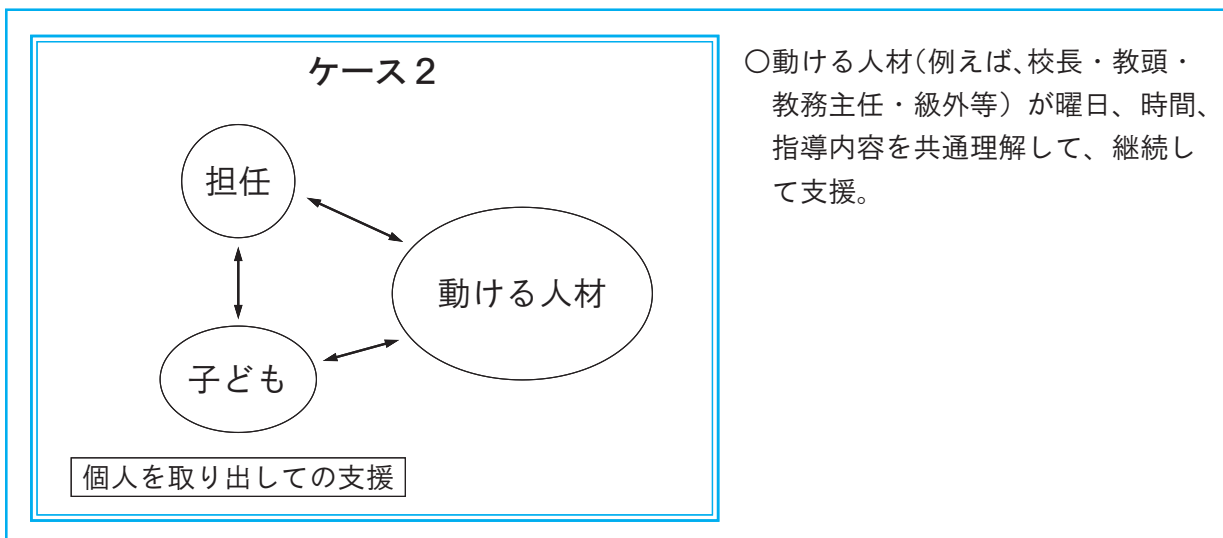 ケース2
担任
動ける人材
子ども
個人を取り出しての支援
○動ける人材(例えば、校長・教頭・
教務主任・級外等)が曜日、時間、
指導内容を共通理解して、継続し
て支援。